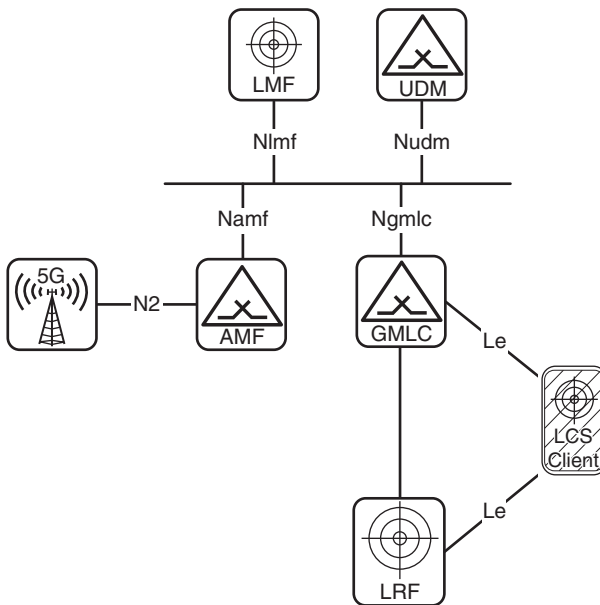 LMF
UDM
Nlmf
Nudm
Namf
Ngmlc
5G
N2
AMF
GMLC
Le
LCS
Client
Le
LRF